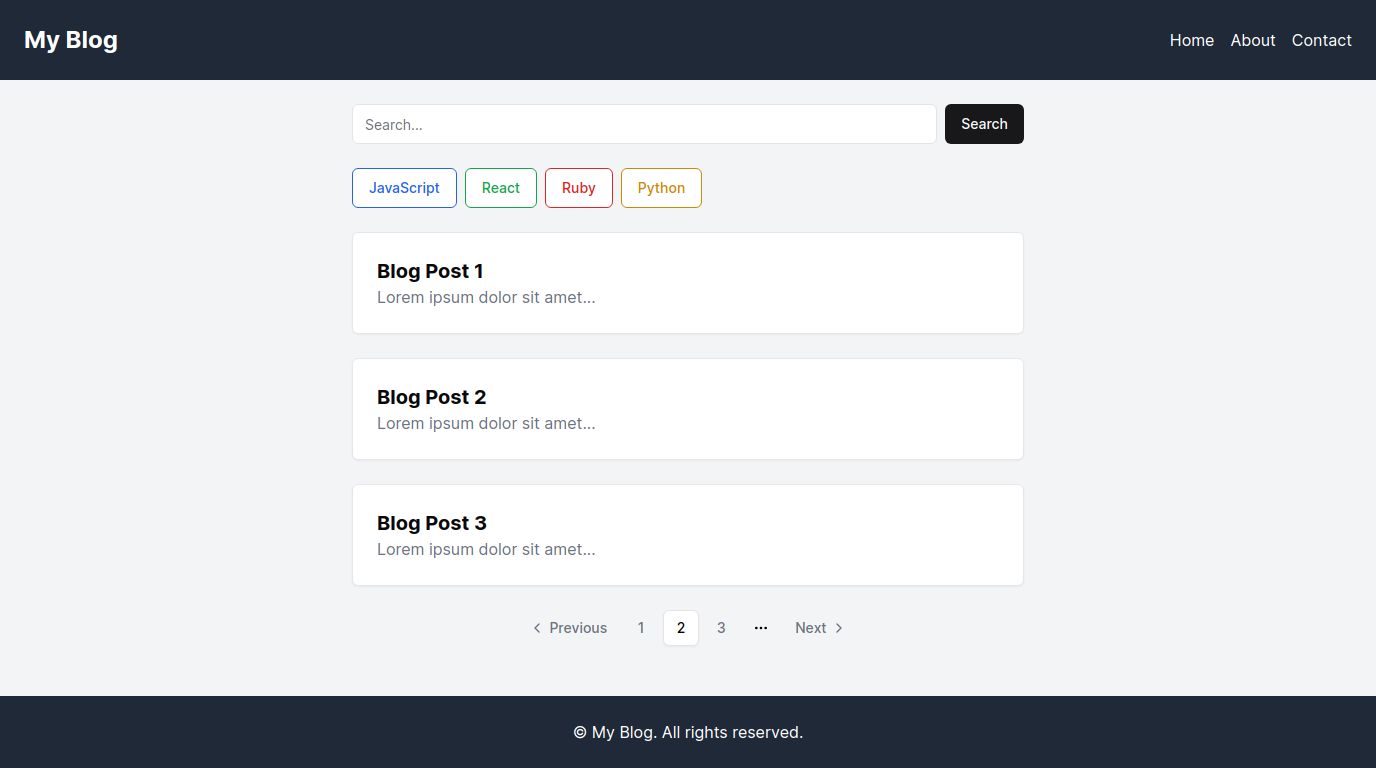 My Blog
Home About Contact
Search...
Search
JavaScript React Ruby Python
Blog Post 1
Lorem ipsum dolor sit amet...
Blog Post 2
Lorem ipsum dolor sit amet...
Blog Post 3
Lorem ipsum dolor sit amet...
Previous 1 2 3 ... Next
© My Blog. All rights reserved.